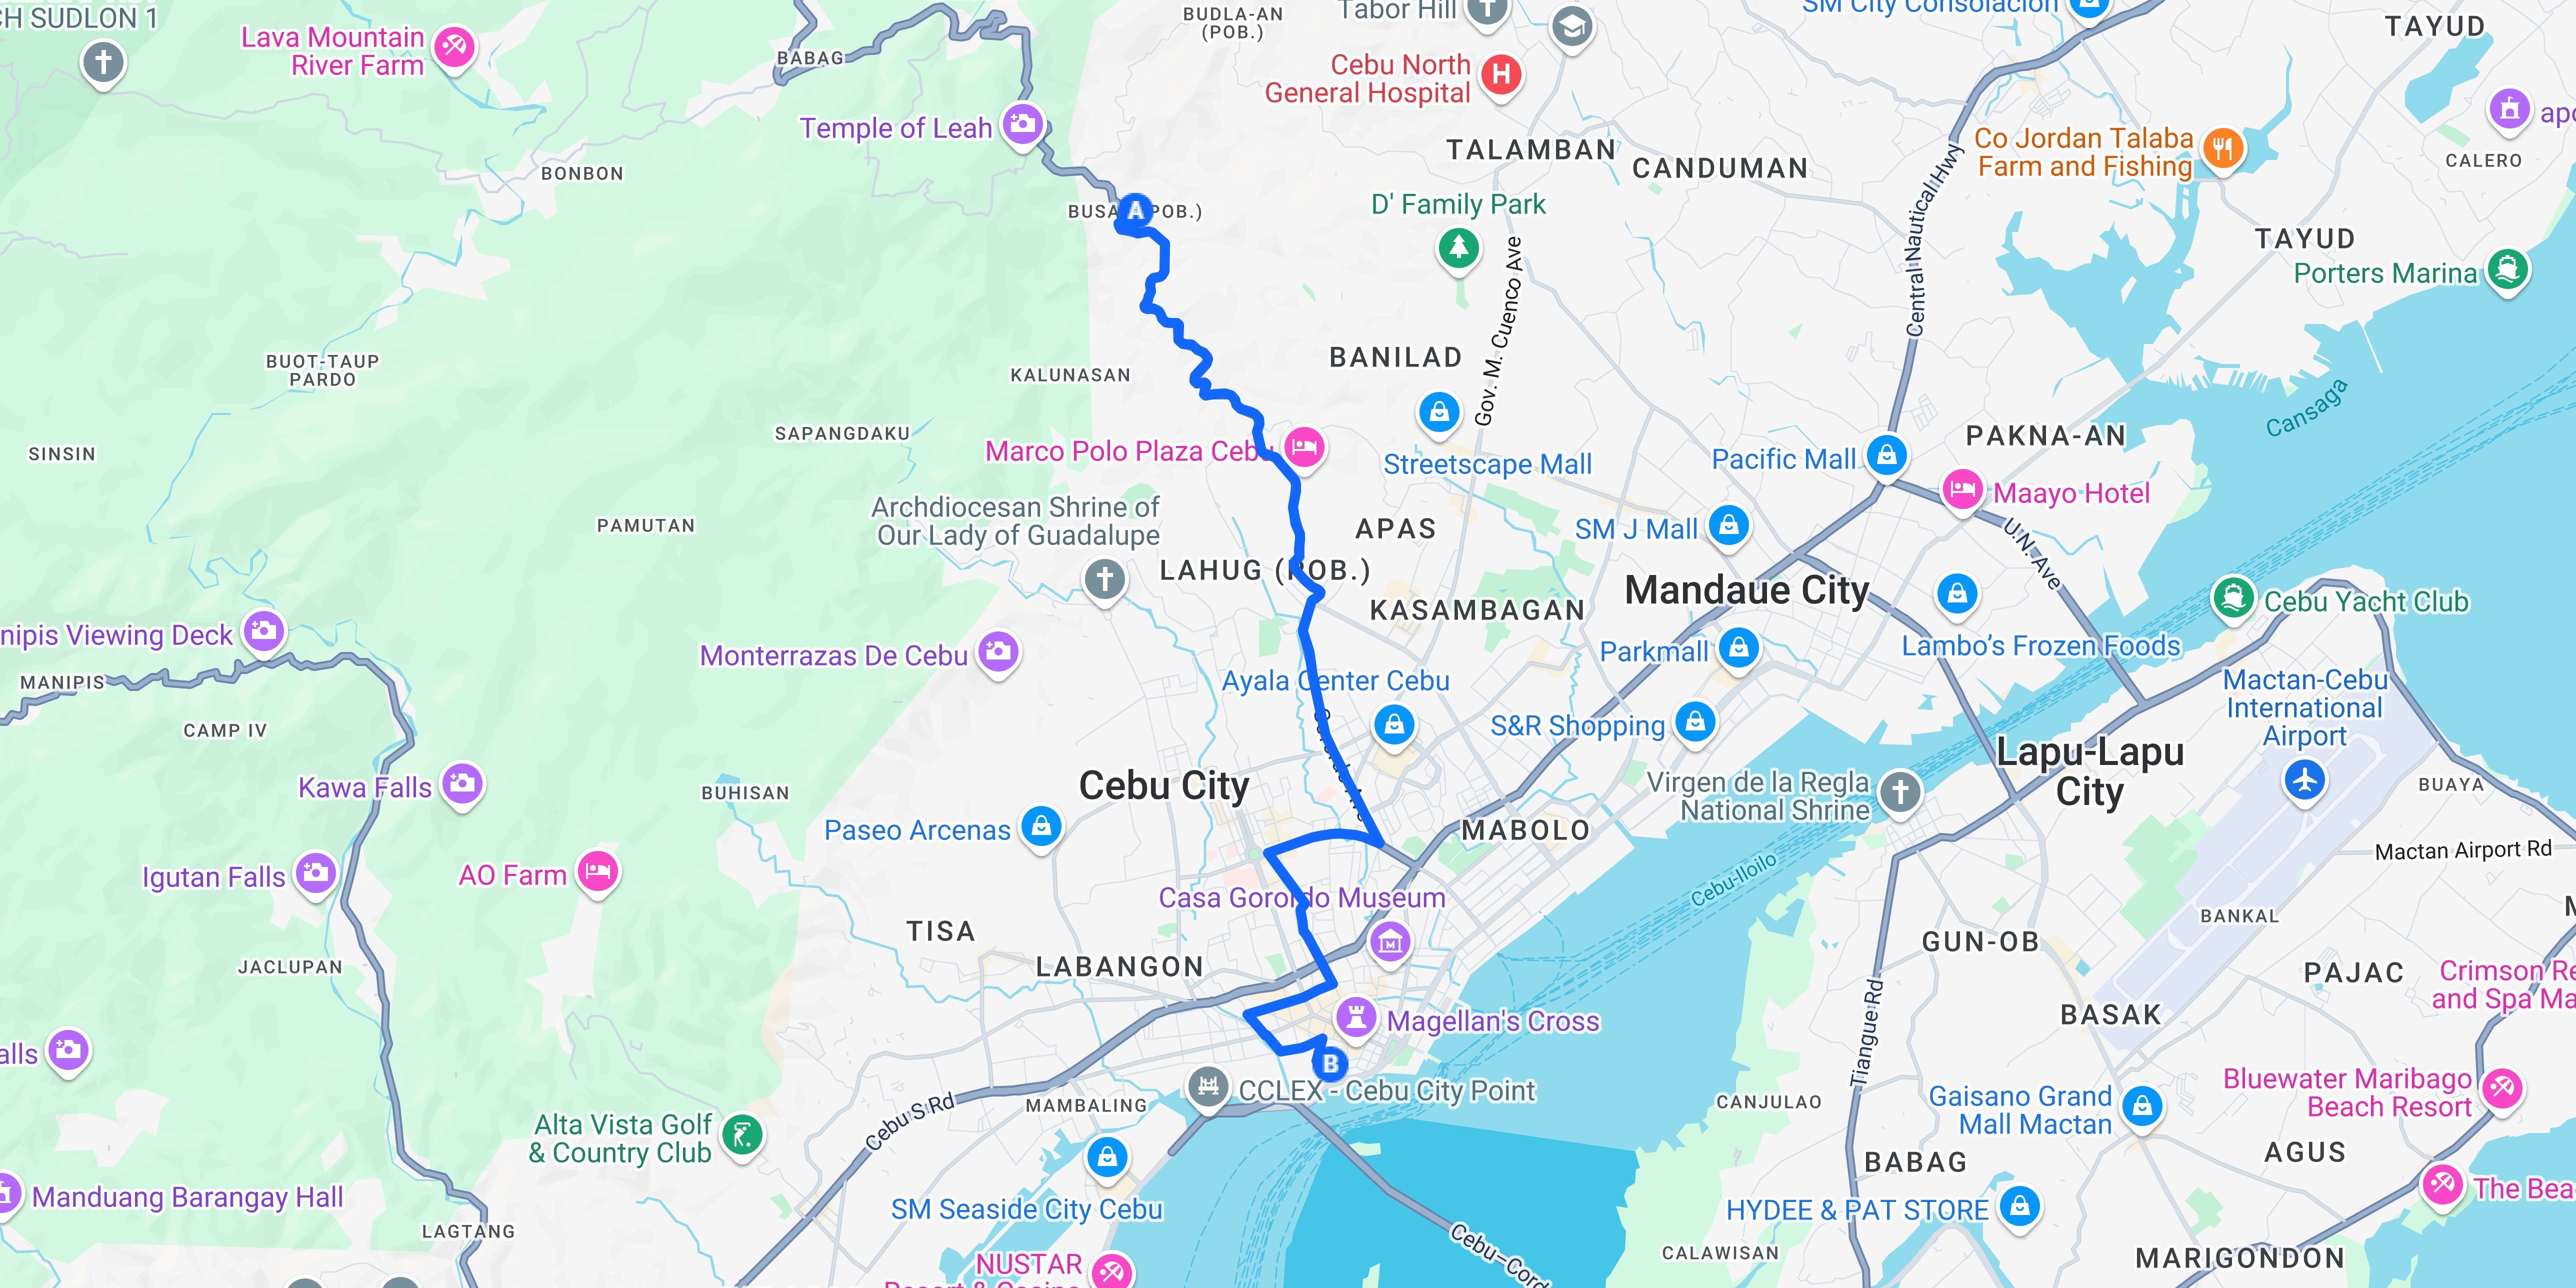 CH SUDLON 1
Lava Mountain
River Farm
BABAG
BUDLA-AN
(POB.)
Tabor Hill
SM City Consolacion
TAYUD
Cebu North
General Hospital
Temple of Leah
BONBON
TALAMBAN
CANDUMAN
Co Jordan Talaba
Farm and Fishing
CALERO
A
POB.)
D' Family Park
Central Nautical Hwy
TAYUD
Porters Marina
Gov. M. Cuenco Ave
BUOT-TAUP
PARDO
KALUNASAN
BANILAD
Cansaga
SINSIN
SAPANGDAKU
Marco Polo Plaza Cebu
Streetscape Mall
Pacific Mall
PAKNA-AN
Maayo Hotel
PAMUTAN
Archdiocesan Shrine of
Our Lady of Guadalupe
APAS
SM J Mall
U.N. Ave
LAHUG (POB.)
KASAMBAGAN
Mandaue City
Cebu Yacht Club
nipis Viewing Deck
MANIPIS
Monterrazas De Cebu
Parkmall
Lambo's Frozen Foods
Ayala Center Cebu
S&R Shopping
Mactan-Cebu
International
Airport
CAMP IV
Gorordo Ave
Kawa Falls
BUHISAN
Cebu City
Virgen de la Regla
National Shrine
Lapu-Lapu
City
BUAYA
Paseo Arcenas
MABOLO
Mactan Airport Rd
Igutan Falls
AO Farm
Cebu-Iloilo
Casa Gorordo Museum
BANKAL
TISA
GUN-OB
JACLUPAN
LABANGON
PAJAC
Crimson Re
and Spa Ma
Tiangue Rd
BASAK
Magellan's Cross
alls
B
CCLEX - Cebu City Point
Bluewater Maribago
Beach Resort
Cebu S Rd
MAMBALING
CANJULAO
Gaisano Grand
Mall Mactan
Alta Vista Golf
& Country Club
BABAG
AGUS
Manduang Barangay Hall
SM Seaside City Cebu
HYDEE & PAT STORE
The Bea
LAGTANG
Cebu–Cord
CALAWISAN
MARIGONDON
NUSTAR